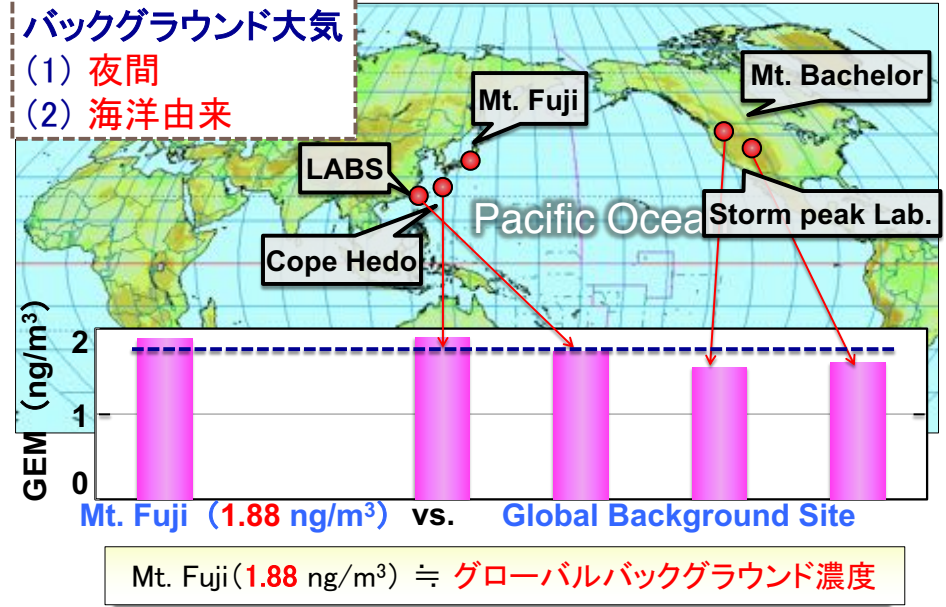 バックグラウンド大気
(1) 夜間
(2) 海洋由来
Mt. Bachelor
Mt. Fuji
LABS
Pacific Ocea
Storm peak Lab.
Cope Hedo
GEM (ng/m³)
2
1
0
Mt. Fuji (1.88 ng/m³) vs. Global Background Site
Mt. Fuji(1.88 ng/m³) ≒ グローバルバックグラウンド濃度